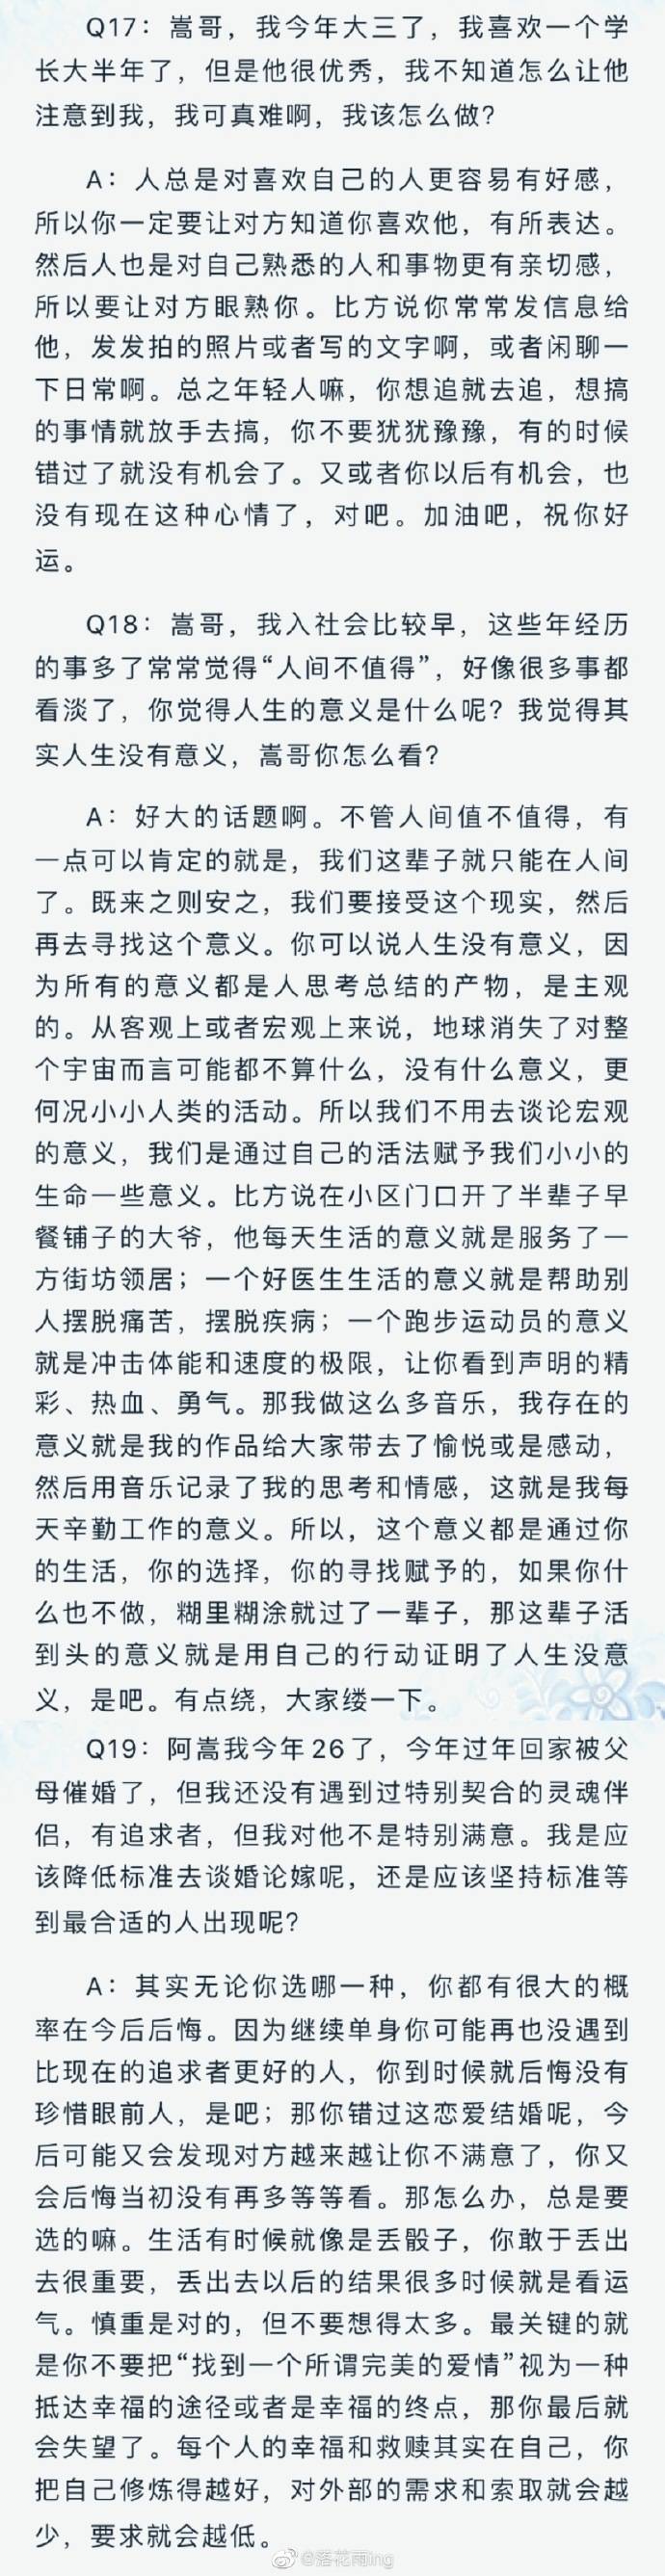 Q17：嵩哥，我今年大三了，我喜欢一个学
长大半年了，但是他很优秀，我不知道怎么让他
注意到我，我可真难啊，我该怎么做？
A：人总是对喜欢自己的人更容易有好感，
所以你一定要让对方知道你喜欢他，有所表达。
然后人也是对自己熟悉的人和事物更有亲切感，
所以要让对方眼熟你。比方说你常常发信息给
他，发发拍的照片或者写的文字啊，或者闲聊一
下日常啊。总之年轻人嘛，你想追就去追，想搞
的事情就放手去搞，你不要犹犹豫豫，有的时候
错过了就没有机会了。又或者你以后有机会，也
没有现在这种心情了，对吧。加油吧，祝你好
运。
Q18：嵩哥，我入社会比较早，这些年经历
的事多了常常觉得“人间不值得”，好像很多事都
看淡了，你觉得人生的意义是什么呢？我觉得其
实人生没有意义，嵩哥你怎么看？
A：好大的话题啊。不管人间值不值得，有
一点可以肯定的就是，我们这辈子就只能在人间
了。既来之则安之，我们要接受这个现实，然后
再去寻找这个意义。你可以说人生没有意义，因
为所有的意义都是人思考总结的产物，是主观
的。从客观上或者宏观上来说，地球消失了对整
个宇宙而言可能都不算什么，没有什么意义，更
何况小小人类的活动。所以我们不用去谈论宏观
的意义，我们是通过自己的活法赋予我们小小的
生命一些意义。比方说在小区门口开了半辈子早
餐铺子的大爷，他每天生活的意义就是服务了一
方街坊领居；一个好医生生活的意义就是帮助别
人摆脱痛苦，摆脱疾病；一个跑步运动员的意义
就是冲击体能和速度的极限，让你看到声明的精
彩、热血、勇气。那我做这么多音乐，我存在的
意义就是我的作品给大家带去了愉悦或是感动，
然后用音乐记录了我的思考和情感，这就是我每
天辛勤工作的意义。所以，这个意义都是通过你
的生活，你的选择，你的寻找赋予的，如果你什
么也不做，糊里糊涂就过了一辈子，那这辈子活
到头的意义就是用自己的行动证明了人生没意
义，是吧。有点绕，大家缕一下。
Q19：阿嵩我今年26了，今年过年回家被父
母催婚了，但我还没有遇到过特别契合的灵魂伴
侣，有追求者，但我对他不是特别满意。我是应
该降低标准去谈婚论嫁呢，还是应该坚持标准等
到最合适的人出现呢？
A：其实无论你选哪一种，你都有很大的概
率在今后后悔。因为继续单身你可能再也没遇到
比现在的追求者更好的人，你到时候就后悔没有
珍惜眼前人，是吧；那你错过这恋爱结婚呢，今
后可能又会发现对方越来越让你不满意了，你又
会后悔当初没有再多等等看。那怎么办，总是要
选的嘛。生活有时候就像是丢骰子，你敢于丢出
去很重要，丢出去以后的结果很多时候就是看运
气。慎重是对的，但不要想得太多。最关键的就
是你不要把“找到一个所谓完美的爱情”视为一种
抵达幸福的途径或者是幸福的终点，那你最后就
会失望了。每个人的幸福和救赎其实在自己，你
把自己修炼得越好，对外部的需求和索取就会越
少，要求就会越低。
@落花雨ing